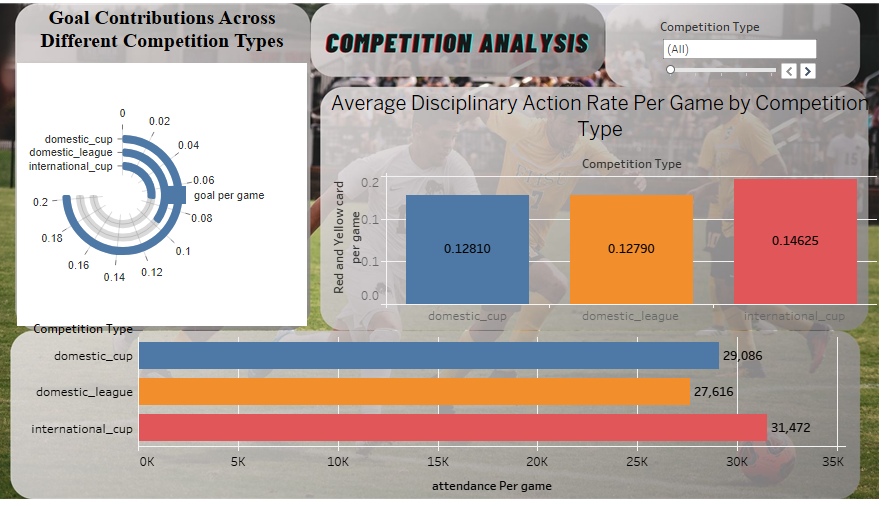 Goal Contributions Across
Different Competition Types
COMPETITION ANALYSIS
Competition Type
(All)
0
0.02
0.04
0.06
0.08
0.1
0.12
0.14
0.16
0.18
0.2
domestic_cup
domestic_league
international_cup
goal per game
Average Disciplinary Action Rate Per Game by Competition
Type
Competition Type
Red and Yellow card
per game
0.2
0.1
0.1
0.0
0.12810
0.12790
0.14625
domestic_cup
domestic_league
international_cup
Competition Type
domestic_cup
29,086
domestic_league
27,616
international_cup
31,472
0K
5K
10K
15K
20K
25K
30K
35K
attendance Per game